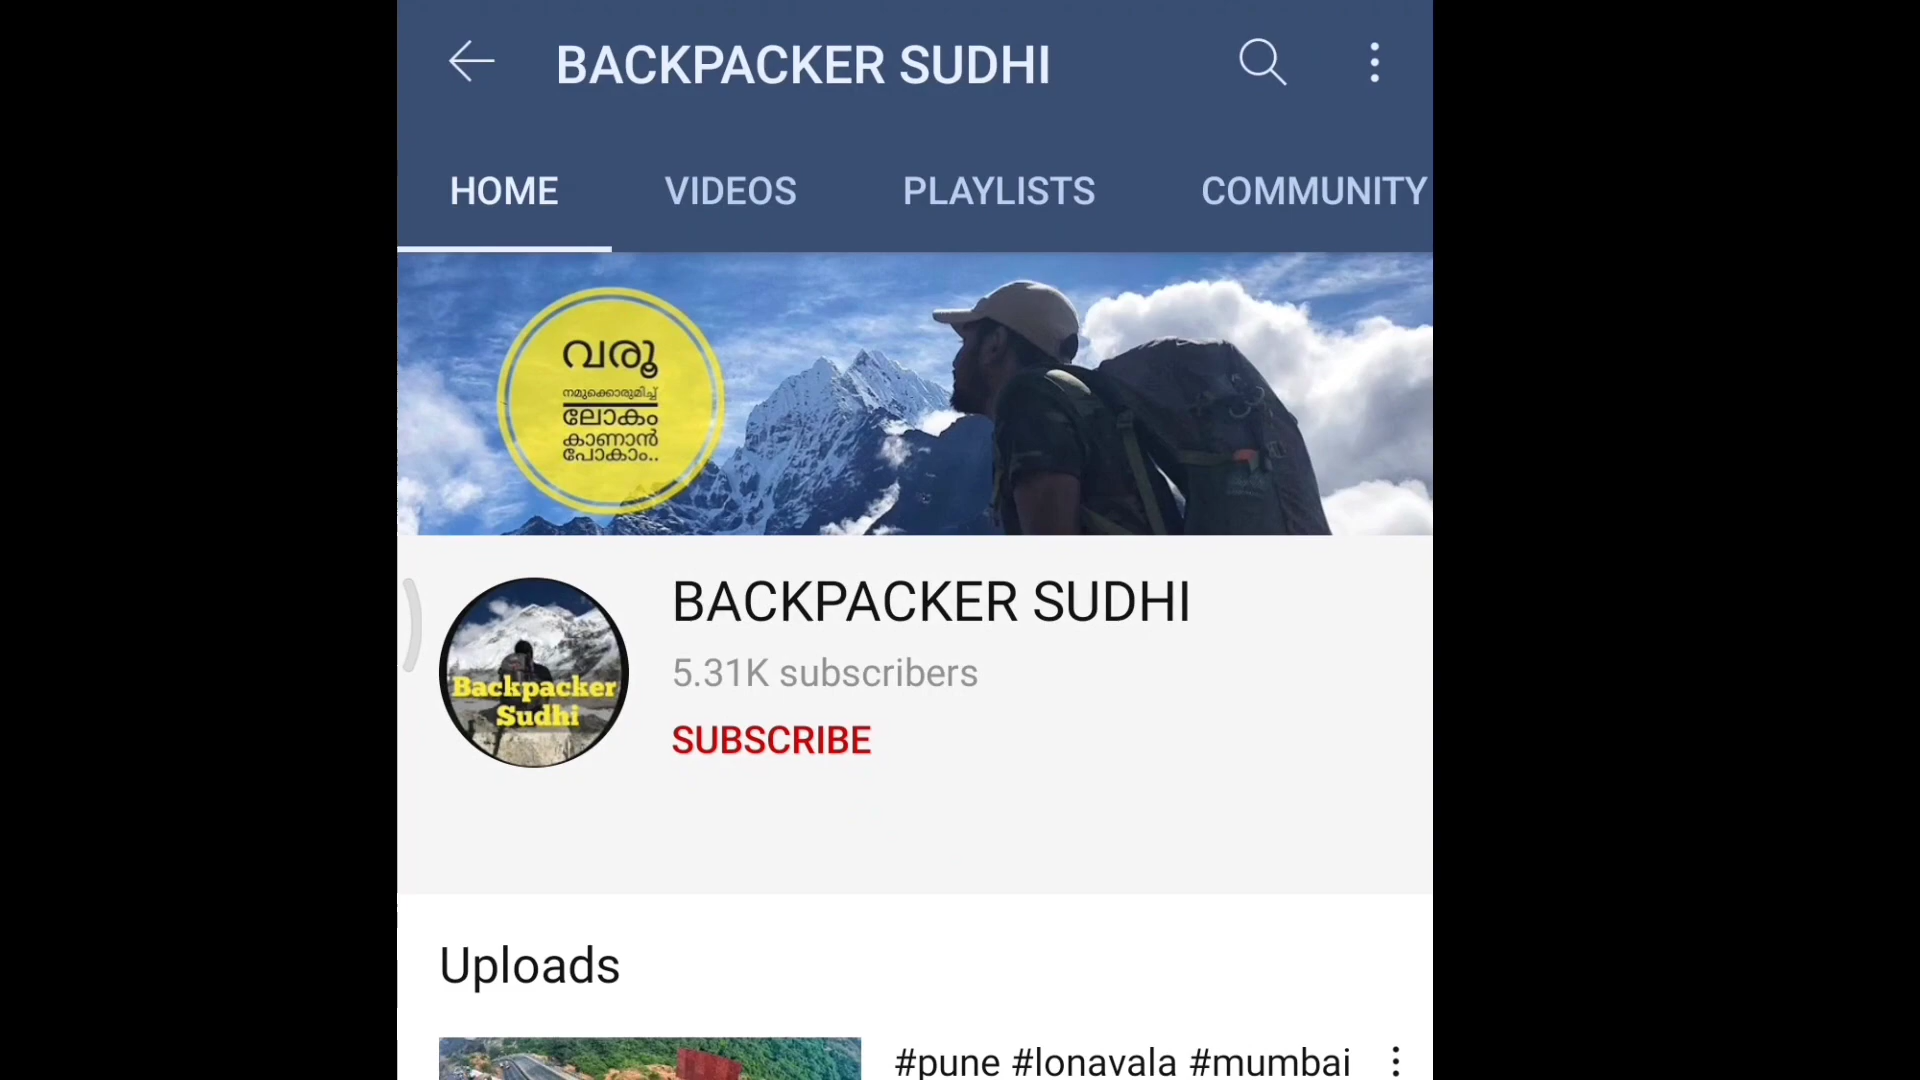 BACKPACKER SUDHI
HOME VIDEOS PLAYLISTS COMMUNITY
വരൂ
നമുക്കൊരുമിച്ച്
ലോകം
കാണാൻ
പോകാം..
Backpacker
Sudhi
BACKPACKER SUDHI
5.31K subscribers
SUBSCRIBE
Uploads
#pune #lonavala #mumbai